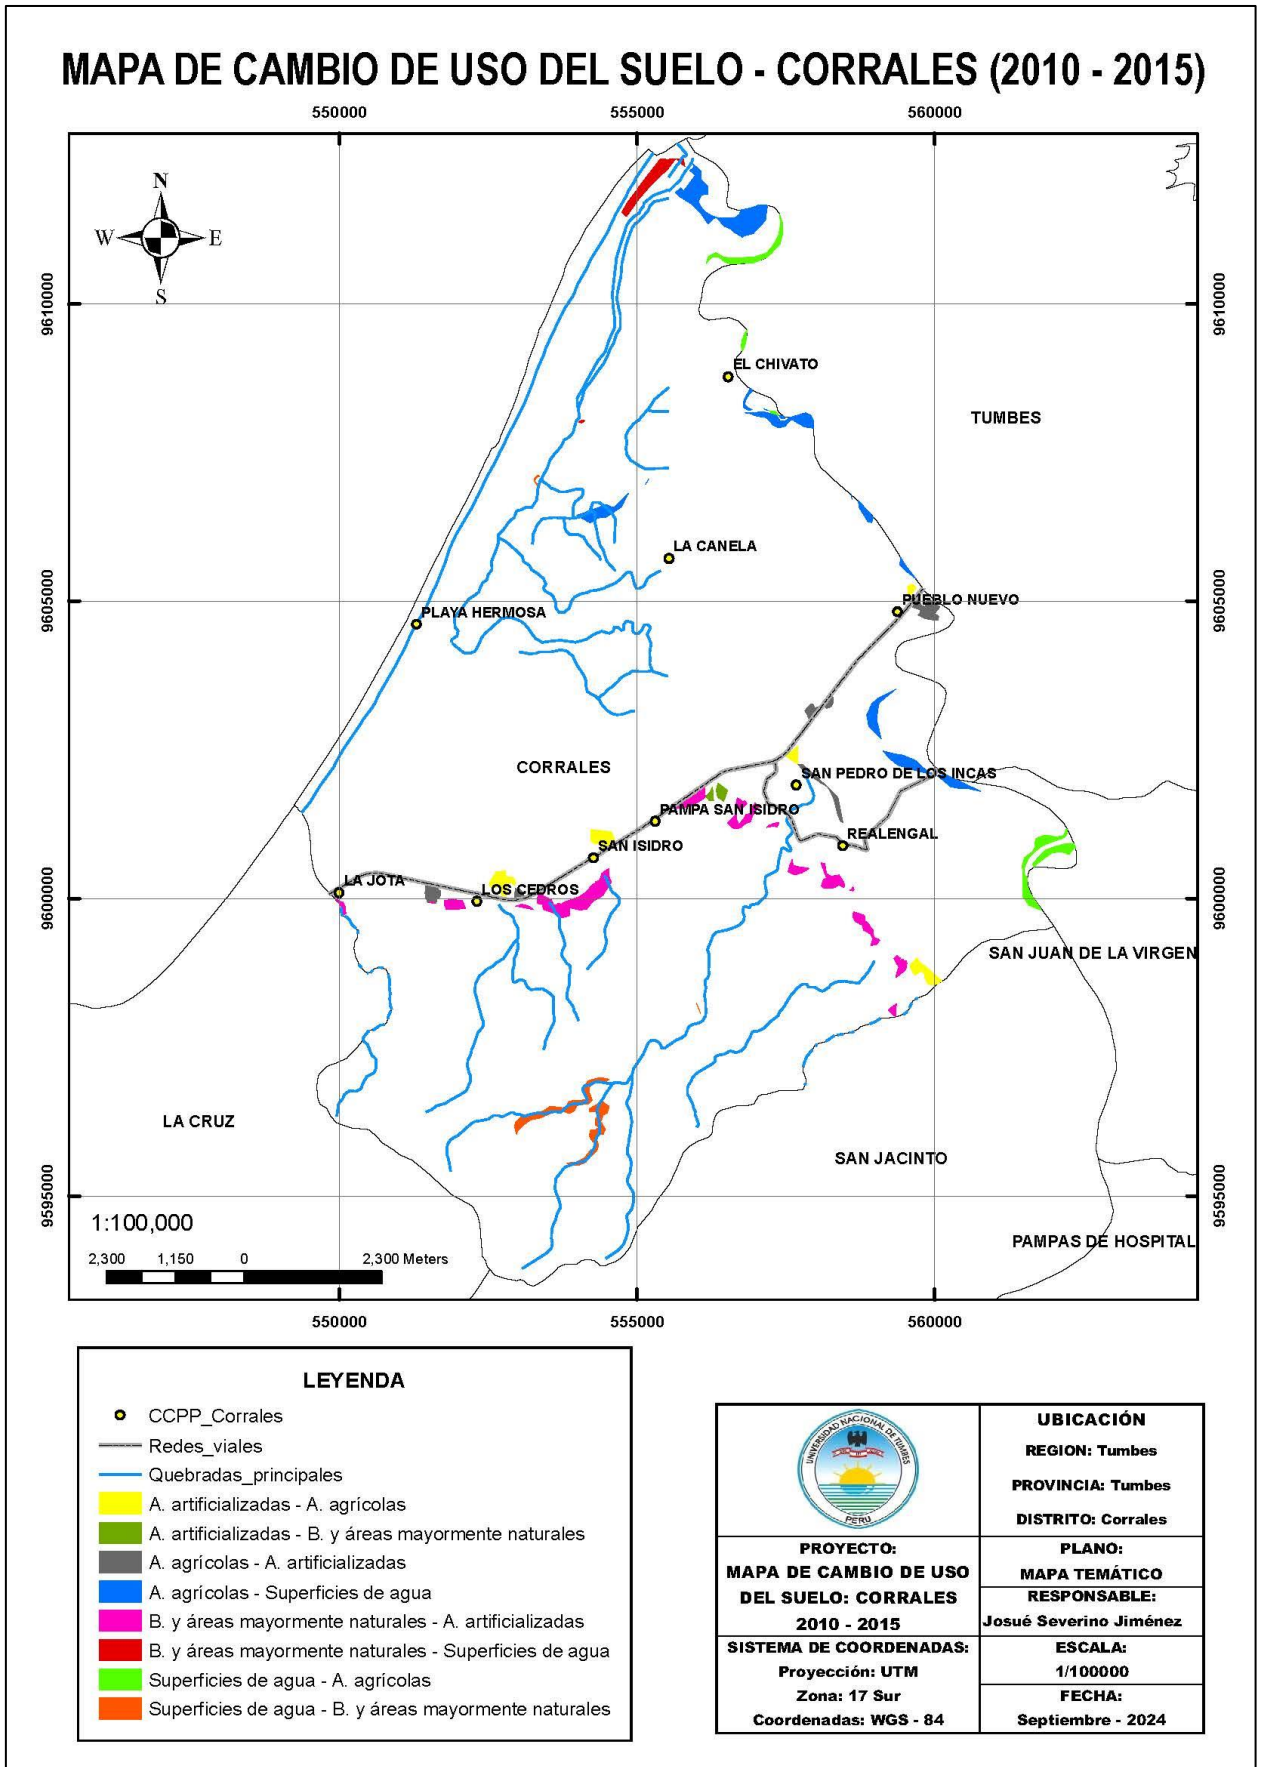 MAPA DE CAMBIO DE USO DEL SUELO - CORRALES (2010 - 2015)
550000
555000
560000
N
W
E
S
9610000
9610000
EL CHIVATO
TUMBES
LA CANELA
PUEBLO NUEVO
9605000
9605000
PLAYA HERMOSA
CORRALES
SAN PEDRO DE LOS INCAS
PAMPA SAN ISIDRO
REALENGAL
SAN ISIDRO
LA JOTA
LOS CEDROS
9600000
9600000
SAN JUAN DE LA VIRGEN
LA CRUZ
SAN JACINTO
9595000
9595000
1:100,000
PAMPAS DE HOSPITAL
2,300
1,150
0
2,300 Meters
550000
555000
560000
LEYENDA
CCPP_Corrales
Redes_viales
Quebradas_principales
A. artificializadas - A. agrícolas
A. artificializadas - B. y áreas mayormente naturales
A. agrícolas - A. artificializadas
A. agrícolas - Superficies de agua
B. y áreas mayormente naturales - A. artificializadas
B. y áreas mayormente naturales - Superficies de agua
Superficies de agua - A. agrícolas
Superficies de agua - B. y áreas mayormente naturales
UNIVERSIDAD NACIONAL DE TUMBES
PERU
UBICACIÓN
REGION: Tumbes
PROVINCIA: Tumbes
DISTRITO: Corrales
PROYECTO:
MAPA DE CAMBIO DE USO
DEL SUELO: CORRALES
2010 - 2015
PLANO:
MAPA TEMÁTICO
RESPONSABLE:
Josué Severino Jiménez
SISTEMA DE COORDENADAS:
Proyección: UTM
Zona: 17 Sur
Coordenadas: WGS - 84
ESCALA:
1/100000
FECHA:
Septiembre - 2024